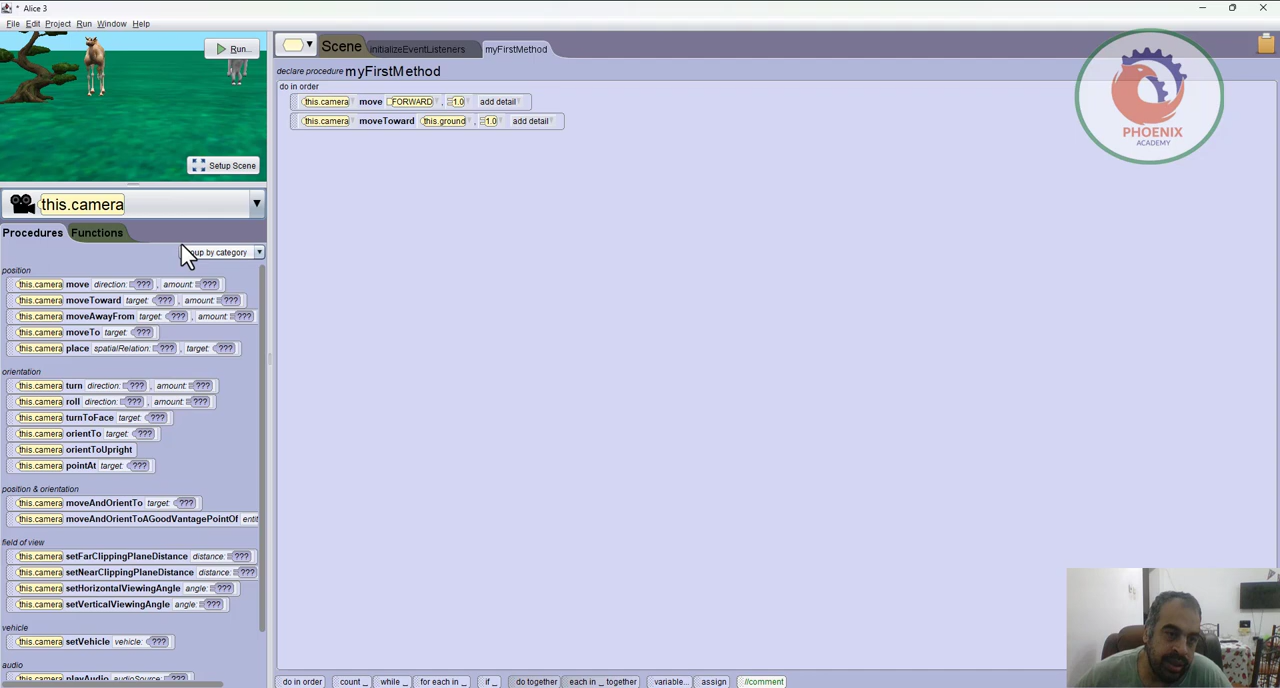 * Alice 3
File Edit Project Run Window Help
Run...
Setup Scene
Scene initializeEventListeners myFirstMethod
declare procedure myFirstMethod
do in order
this.camera move FORWARD , 1.0 add detail
this.camera moveToward this.ground , 1.0 add detail
PHOENIX
ACADEMY
this.camera
Procedures Functions
group by category
position
this.camera move direction: ??? , amount: ???
this.camera moveToward target: ??? , amount: ???
this.camera moveAwayFrom target: ??? , amount: ???
this.camera moveTo target: ???
this.camera place spatialRelation: ??? , target: ???
orientation
this.camera turn direction: ??? , amount: ???
this.camera roll direction: ??? , amount: ???
this.camera turnToFace target: ???
this.camera orientTo target: ???
this.camera orientToUpright
this.camera pointAt target: ???
position & orientation
this.camera moveAndOrientTo target: ???
this.camera moveAndOrientToAGoodVantagePointOf entit
field of view
this.camera setFarClippingPlaneDistance distance: ???
this.camera setNearClippingPlaneDistance distance: ???
this.camera setHorizontalViewingAngle angle: ???
this.camera setVerticalViewingAngle angle: ???
vehicle
this.camera setVehicle vehicle: ???
audio
this.camera playAudio audioSource: ???
do in order count _ while _ for each in _ if _ do together each in _ together variable... assign //comment